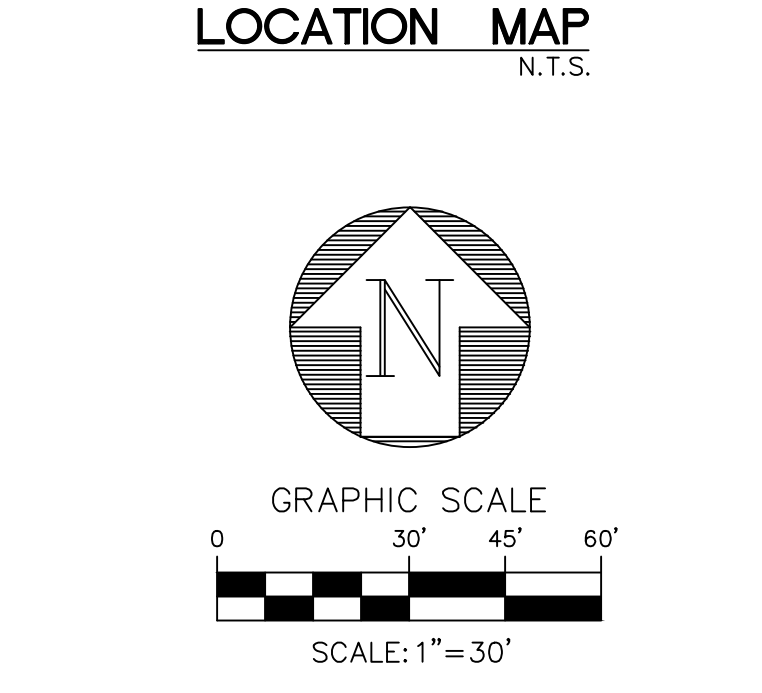 LOCATION MAP
N.T.S.
N
GRAPHIC SCALE
0 30' 45' 60'
SCALE: 1"=30'